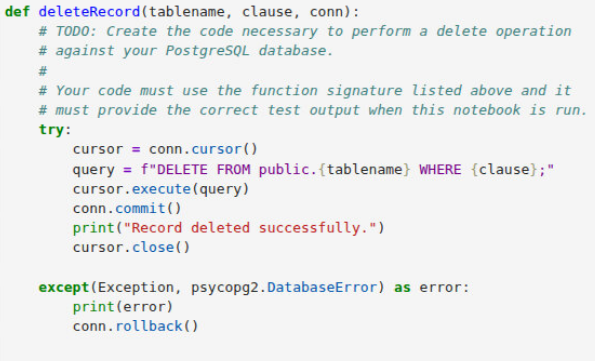 def deleteRecord(tablename, clause, conn):
    # TODO: Create the code necessary to perform a delete operation
    # against your PostgreSQL database.
    #
    # Your code must use the function signature listed above and it
    # must provide the correct test output when this notebook is run.
    try:
        cursor = conn.cursor()
        query = f"DELETE FROM public.{tablename} WHERE {clause};"
        cursor.execute(query)
        conn.commit()
        print("Record deleted successfully.")
        cursor.close()

    except(Exception, psycopg2.DatabaseError) as error:
        print(error)
        conn.rollback()